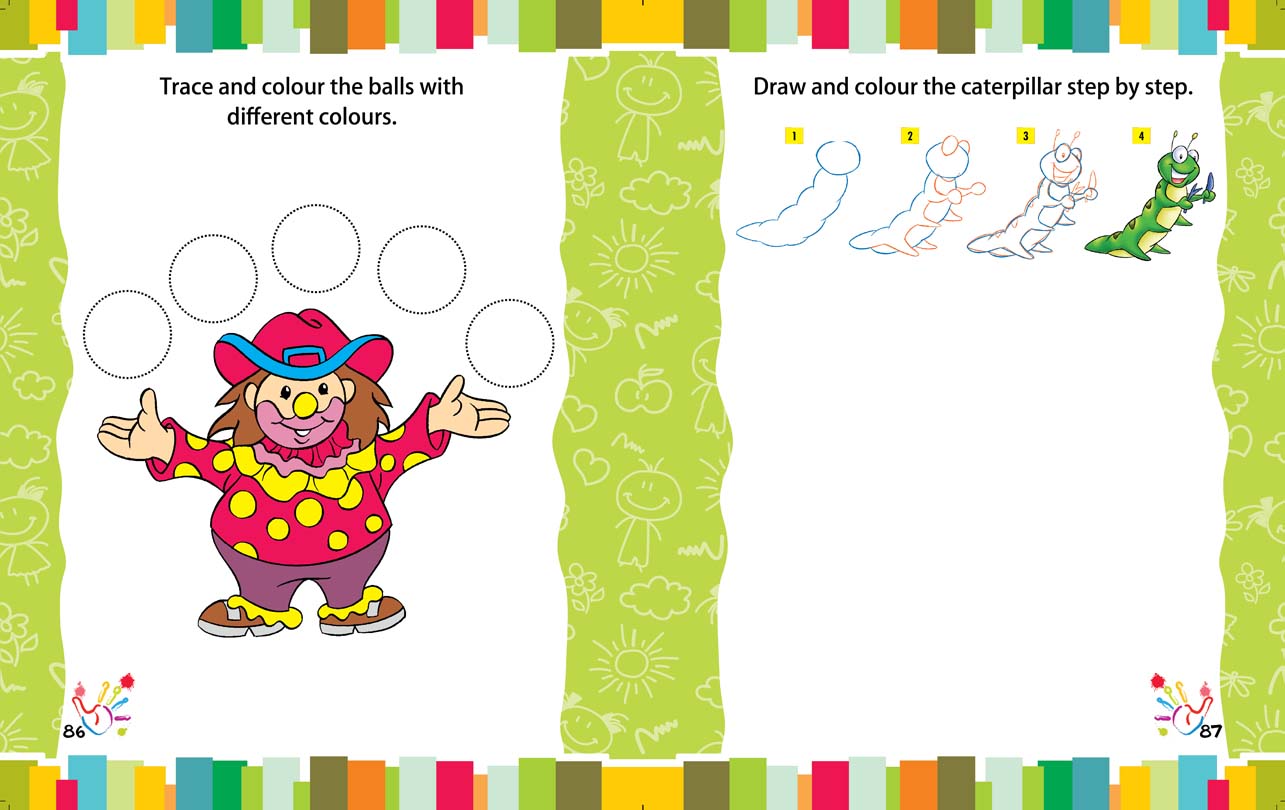 Trace and colour the balls with
different colours.
86
Draw and colour the caterpillar step by step.
1 2 3 4
87